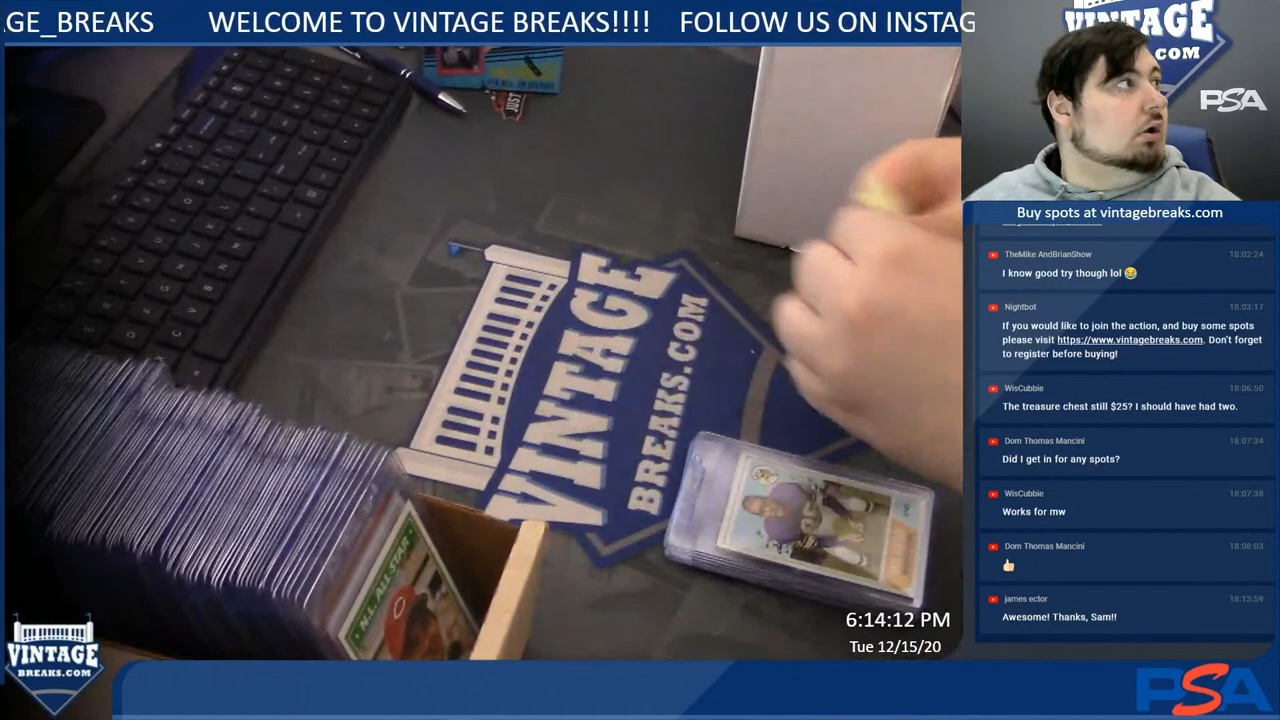 GE_BREAKS WELCOME TO VINTAGE BREAKS!!!! FOLLOW US ON INSTAG
VINTAGE
.COM
PSA
Buy spots at vintagebreaks.com
TheMike AndBrianShow 18:02:24
I know good try though lol 😂
Nightbot 18:03:17
If you would like to join the action, and buy some spots
please visit https://www.vintagebreaks.com. Don't forget
to register before buying!
WisCubbie 18:06:50
The treasure chest still $25? I should have had two.
Dom Thomas Mancini 18:07:34
Did I get in for any spots?
WisCubbie 18:07:38
Works for mw
Dom Thomas Mancini 18:08:03
👍
james ector 18:13:59
Awesome! Thanks, Sam!!
JUST
VINTAGE
BREAKS.COM
N.L. ALL-STAR
6:14:12 PM
Tue 12/15/20
VINTAGE
BREAKS.COM
PSA